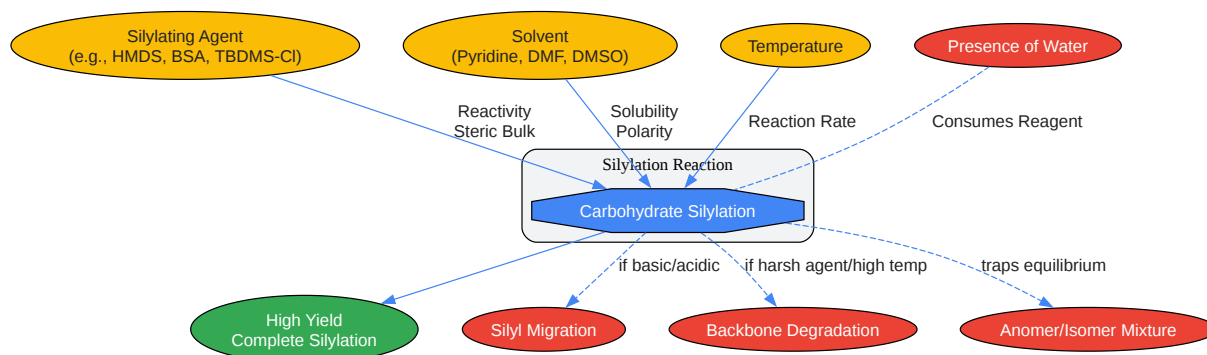 Silylating Agent
(e.g., HMDS, BSA, TBDMS-Cl)
Solvent
(Pyridine, DMF, DMSO)
Temperature
Presence of Water
Reactivity
Steric Bulk
Solubility
Polarity
Reaction Rate
Consumes Reagent
Silylation Reaction
Carbohydrate Silylation
if basic/acidic
if harsh agent/high temp
traps equilibrium
High Yield
Complete Silylation
Silyl Migration
Backbone Degradation
Anomer/Isomer Mixture